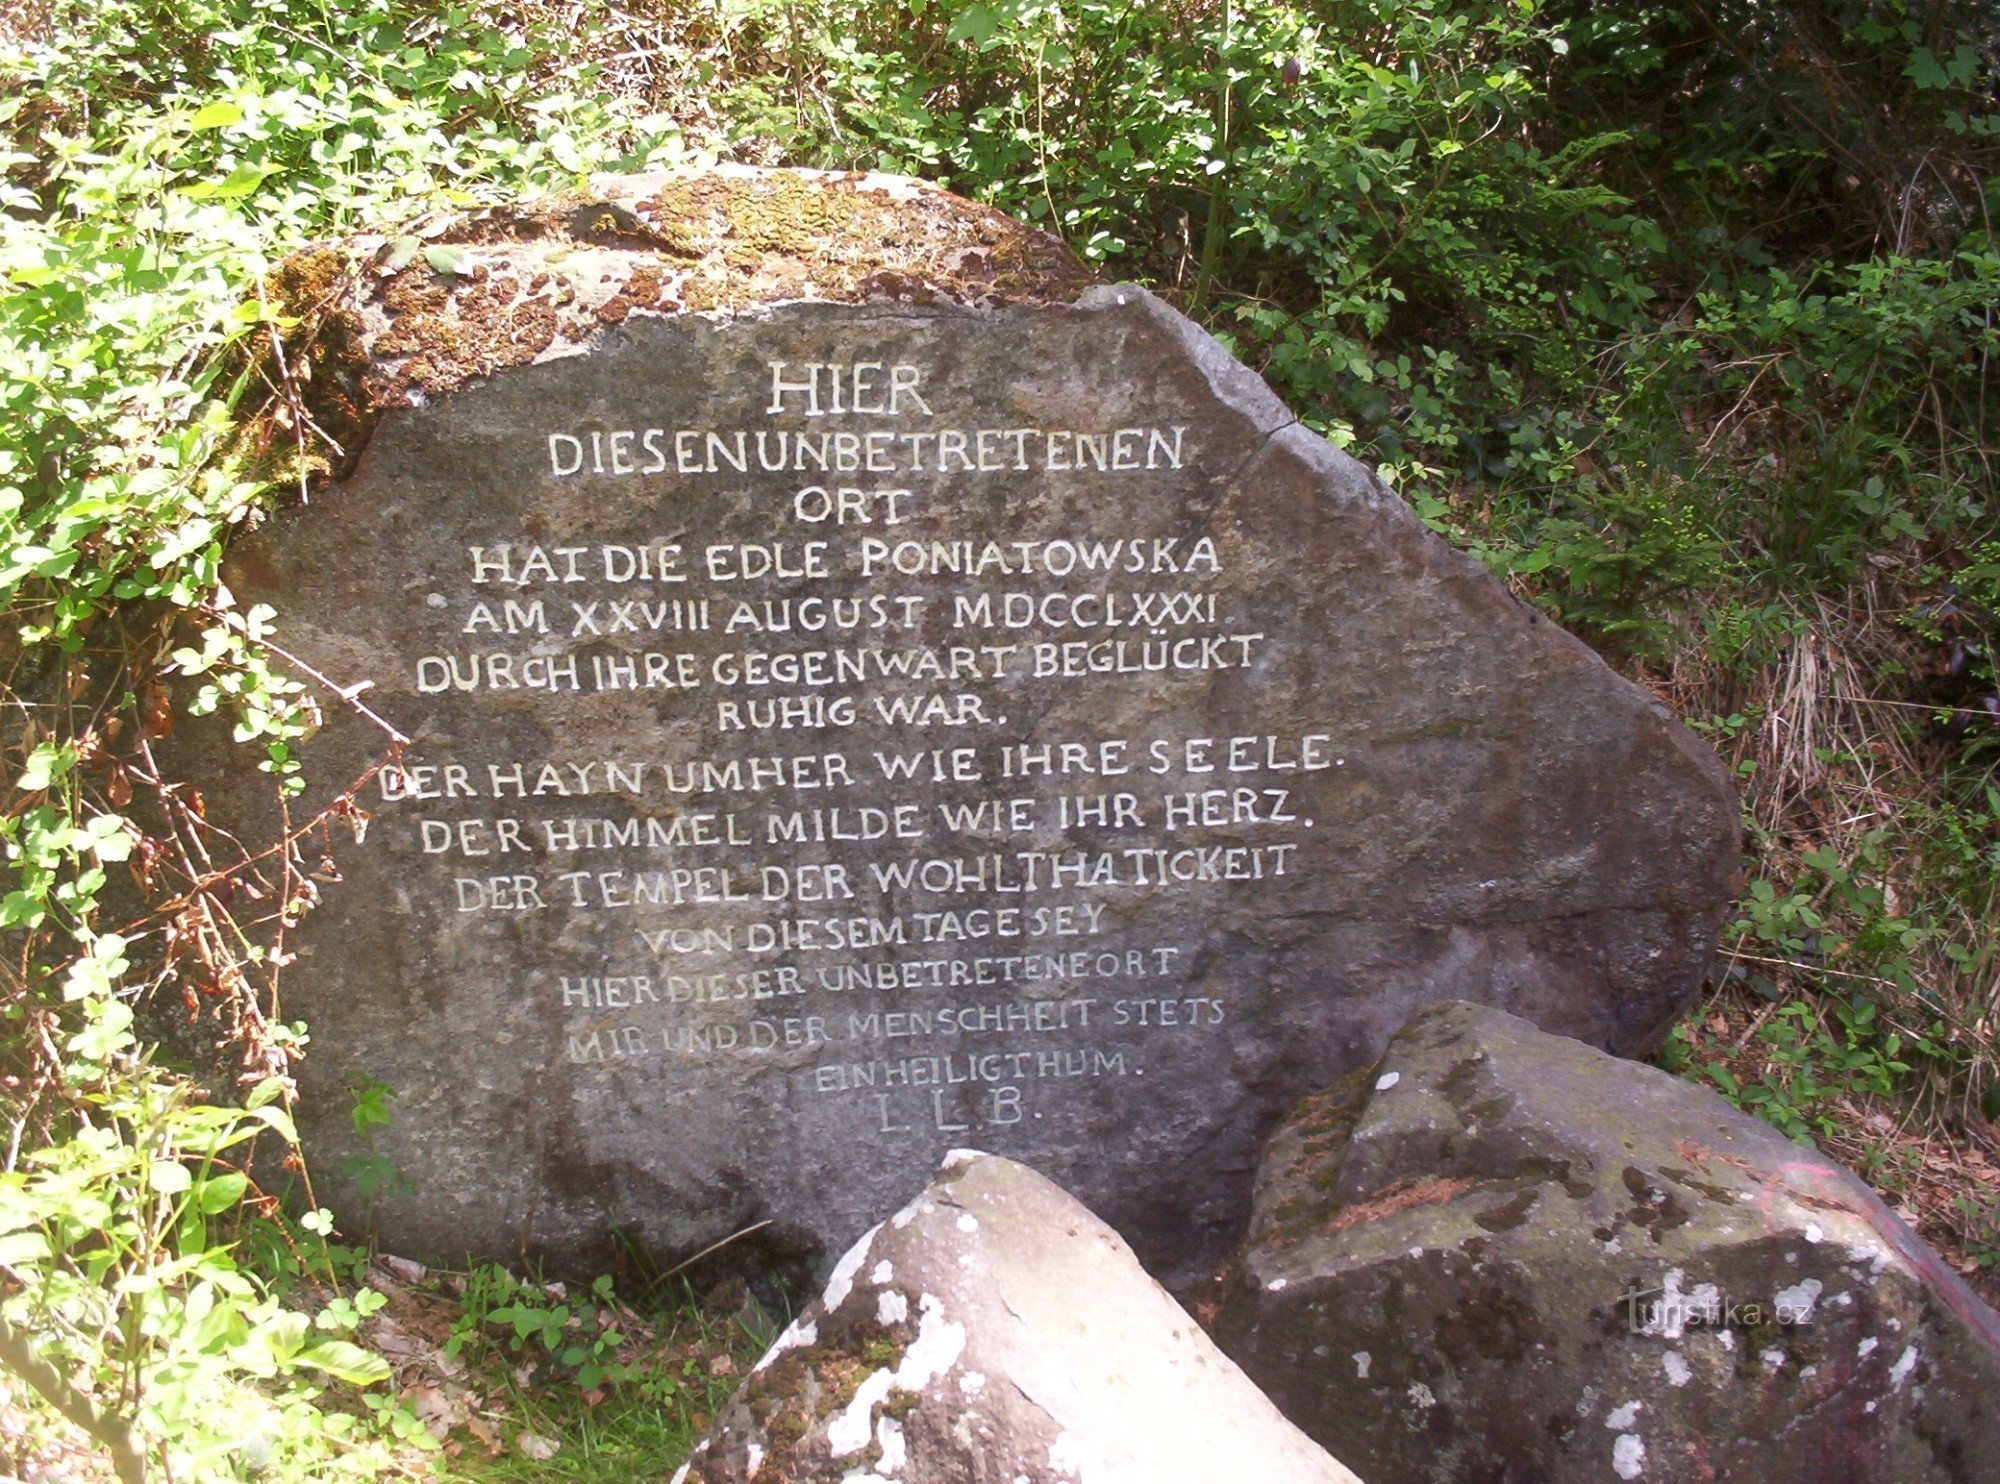 HIER
DIESEN UNBETRETENEN
ORT
HAT DIE EDLE PONIATOWSKA
AM XXVIII AUGUST MDCCLXXXI.
DURCH IHRE GEGENWART BEGLÜCKT
RUHIG WAR.
DER HAYN UMHER WIE IHRE SEELE.
DER HIMMEL MILDE WIE IHR HERZ.
DER TEMPEL DER WOHLTHATICKEIT
VON DIESEM TAGE SEY
HIER DIESER UNBETRETENE ORT
MIR UND DER MENSCHHEIT STETS
EIN HEILIGTHUM.
I. L. B.
Turistika.cz